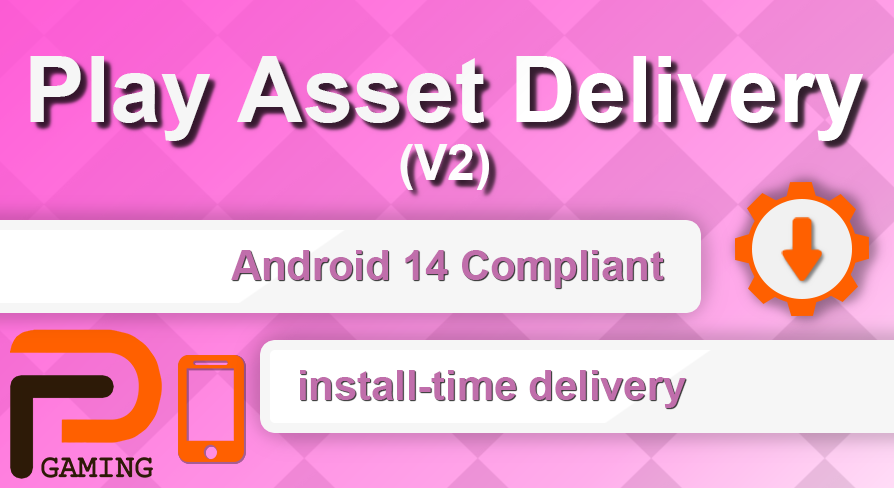 Play Asset Delivery
(V2)
Android 14 Compliant
install-time delivery
GAMING